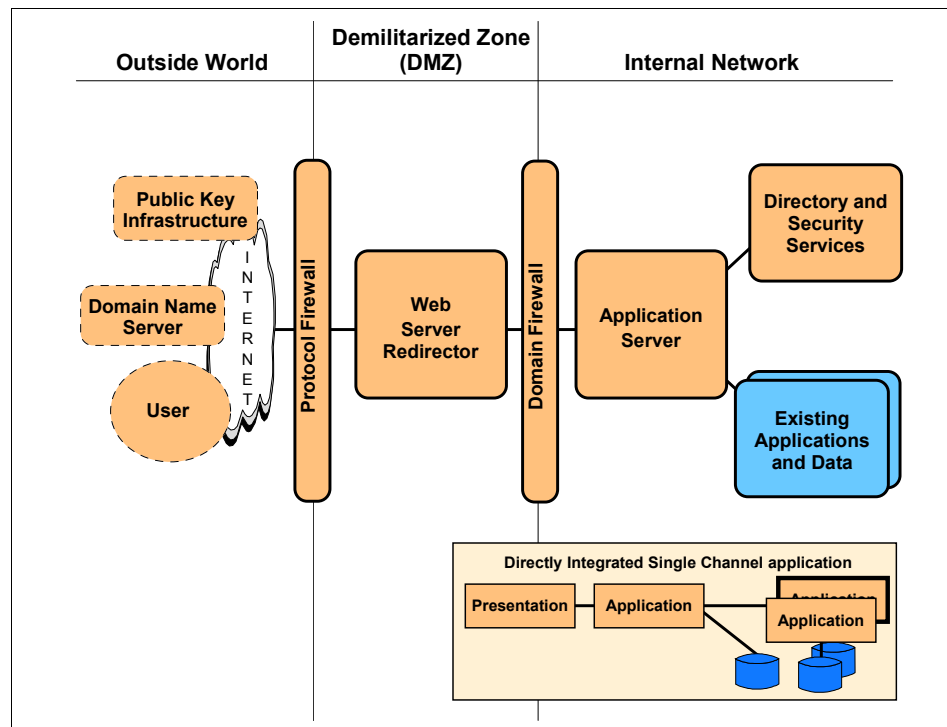 Outside World
Demilitarized Zone
(DMZ)
Internal Network
Public Key
Infrastructure
Domain Name
Server
User
INTERNET
Protocol Firewall
Web
Server
Redirector
Domain Firewall
Application
Server
Directory and
Security
Services
Existing
Applications
and Data
Directly Integrated Single Channel application
Presentation
Application
Application
Application